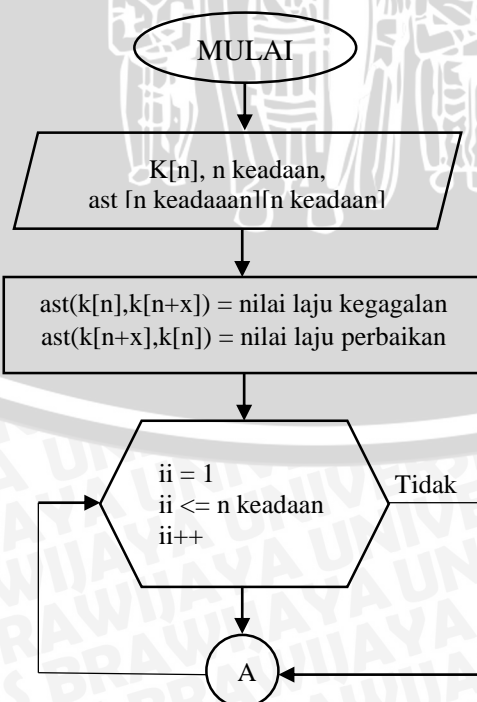 MULAI
K[n], n keadaan,
ast [n keadaaan][n keadaan]
ast(k[n],k[n+x]) = nilai laju kegagalan
ast(k[n+x],k[n]) = nilai laju perbaikan
ii = 1
ii <= n keadaan
ii++
Tidak
A